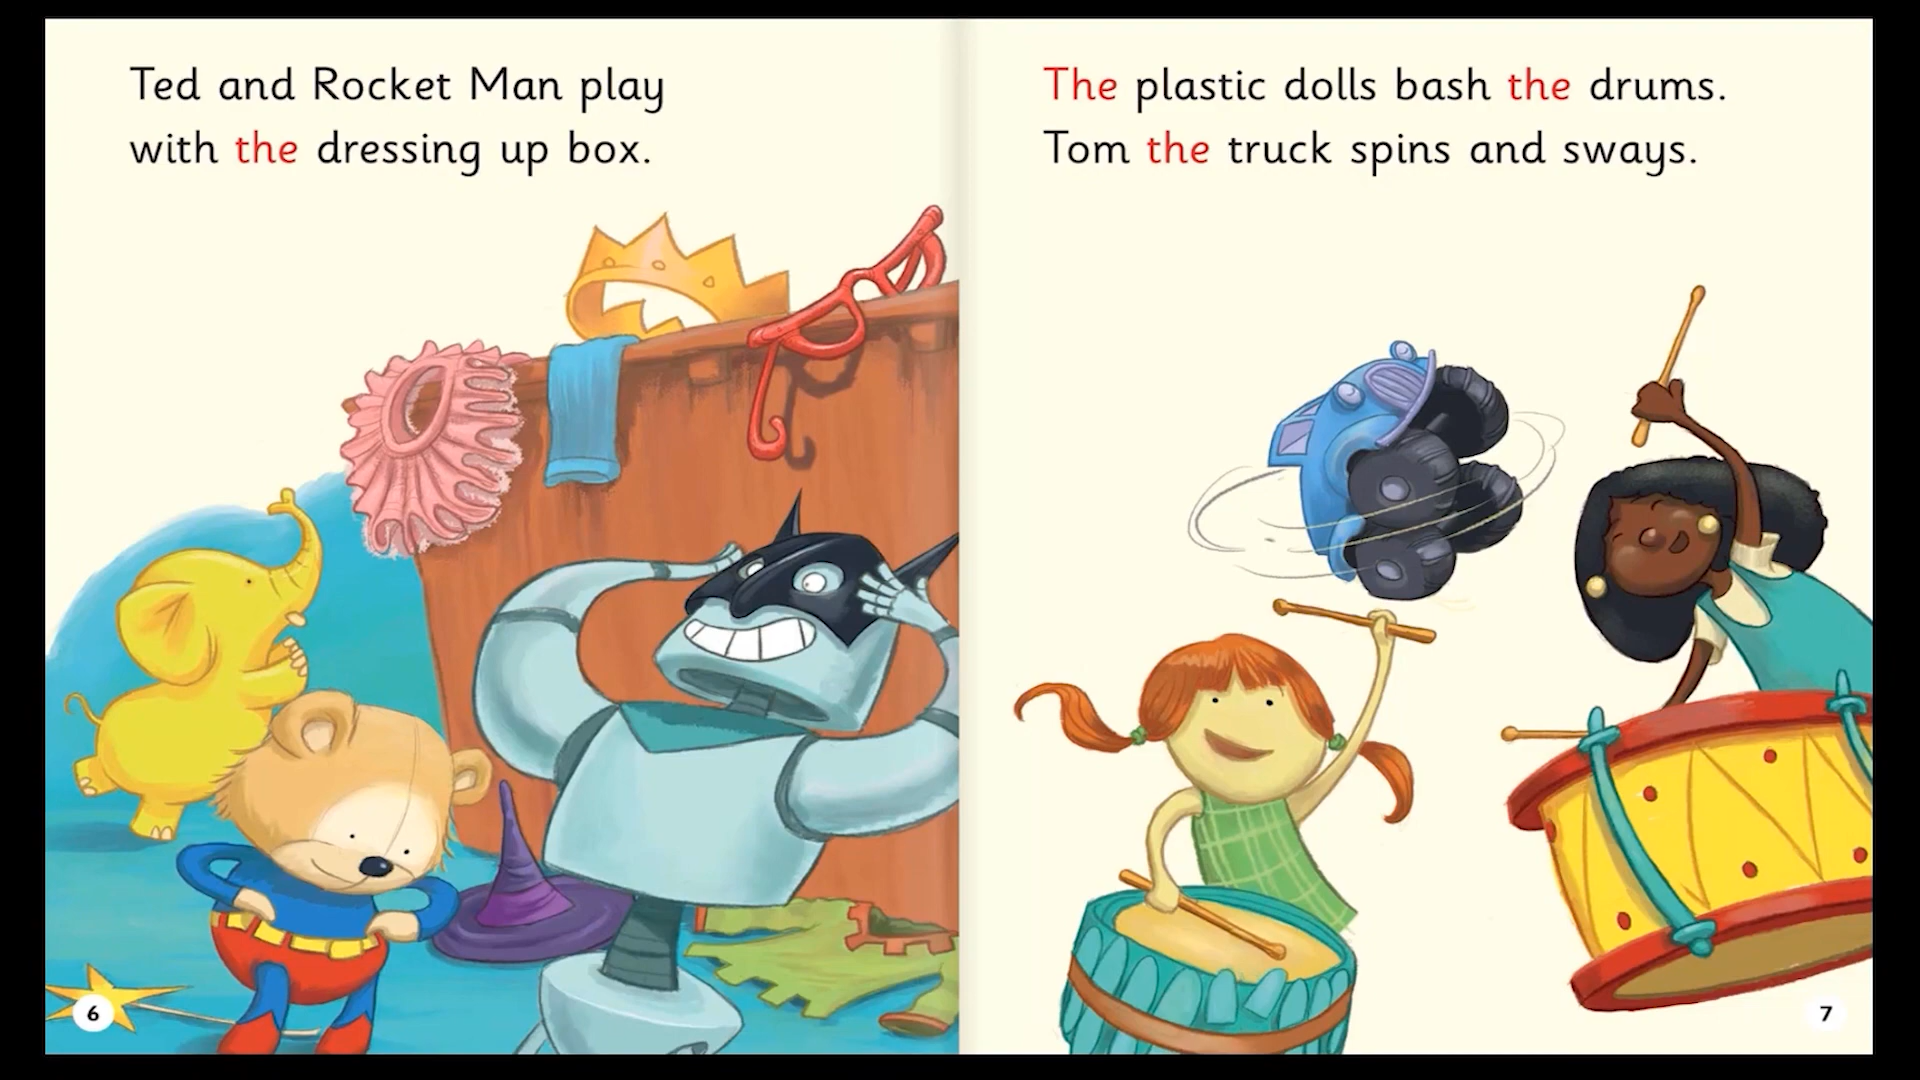 Ted and Rocket Man play
with the dressing up box.
The plastic dolls bash the drums.
Tom the truck spins and sways.
6
7